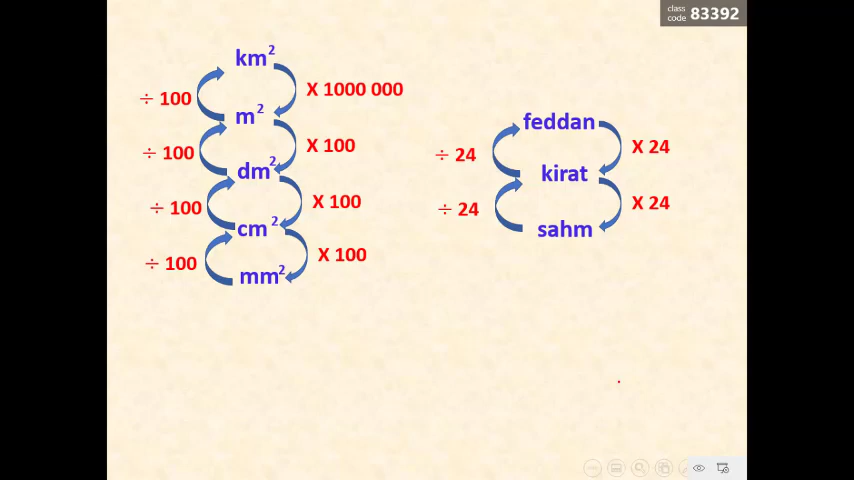 class code 83392
km²
÷ 100
X 1000 000
m²
÷ 100
X 100
dm²
÷ 100
X 100
cm²
÷ 100
X 100
mm²
feddan
÷ 24
X 24
kirat
÷ 24
X 24
sahm